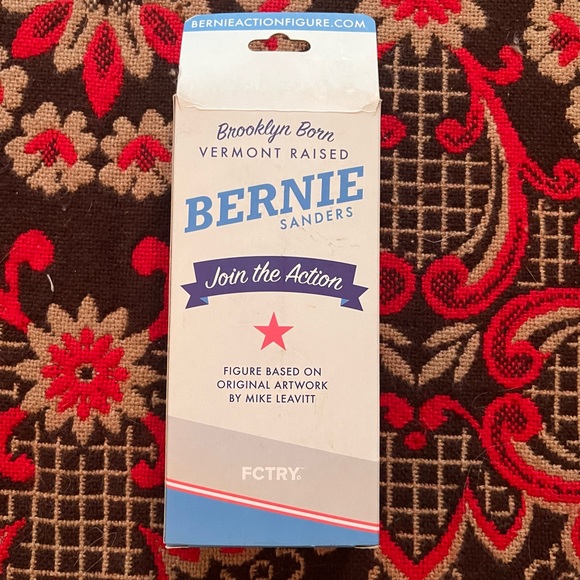 BERNIEACTIONFIGURE.COM
Brooklyn Born
VERMONT RAISED
BERNIE
SANDERS
Join the Action
FIGURE BASED ON
ORIGINAL ARTWORK
BY MIKE LEAVITT
FCTRY